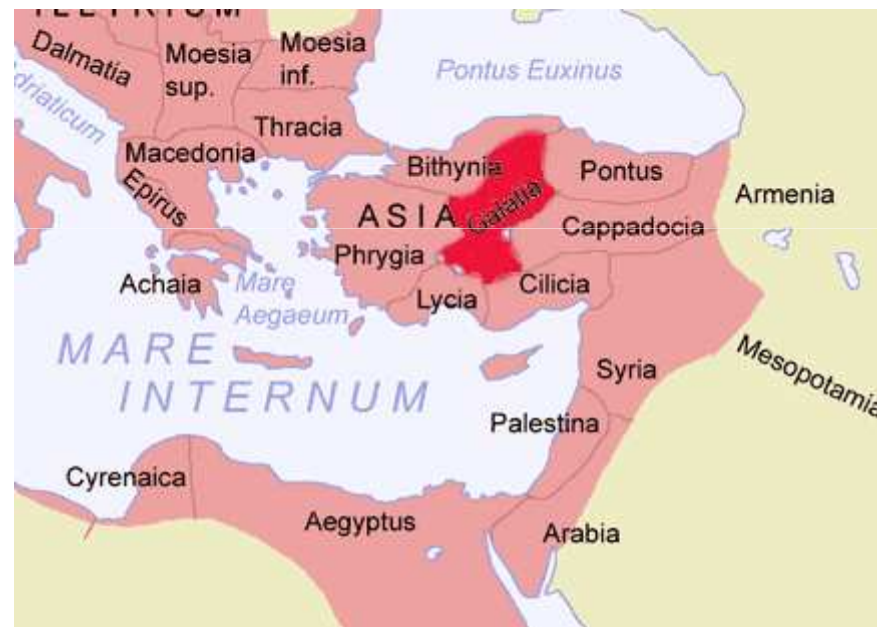 Dalmatia
Moesia
sup.
Moesia
inf.
Pontus Euxinus
Thracia
Macedonia
Epirus
Bithynia
Pontus
Galatia
Armenia
ASIA
Cappadocia
Phrygia
Achaia
Mare
Aegaeum
Lycia
Cilicia
MARE
INTERNUM
Syria
Mesopotamia
Palestina
Cyrenaica
Aegyptus
Arabia